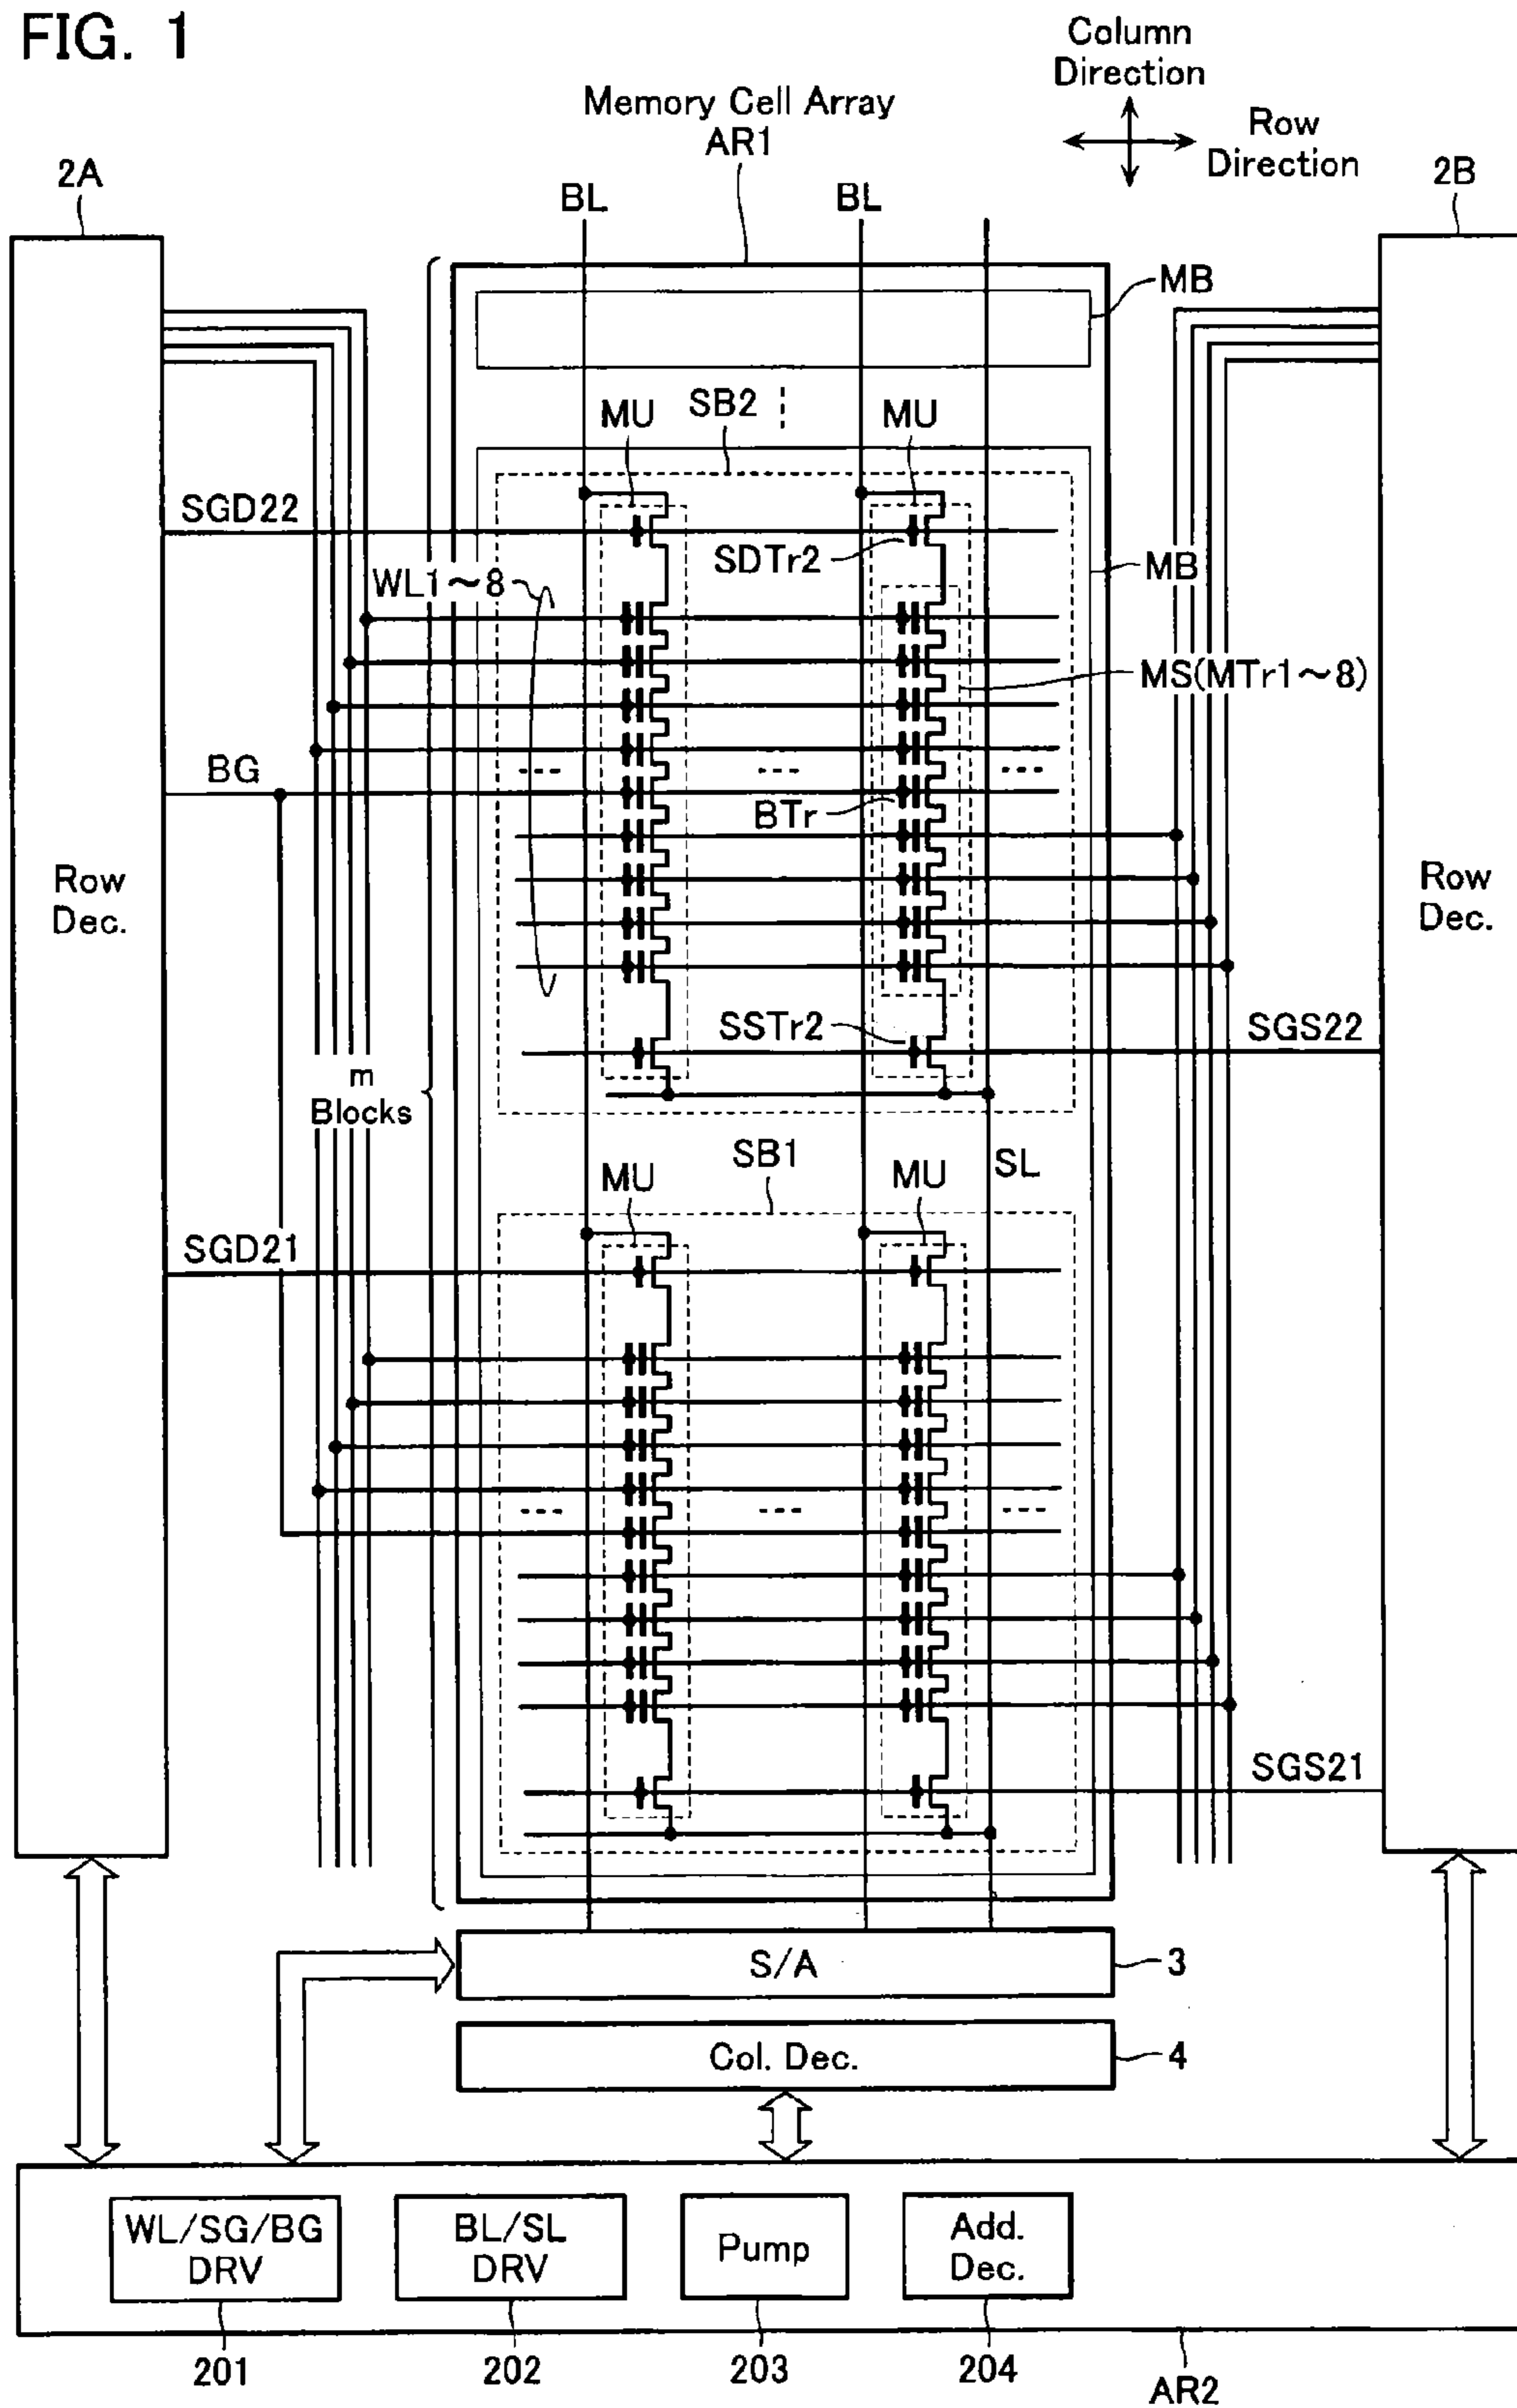 FIG. 1
Column
Direction
Row
Direction
Memory Cell Array
AR1
2A
BL
BL
2B
MB
SB2
MU
MU
SGD22
SDTr2
WL1～8
MB
MS(MTr1～8)
BG
BTr
Row
Dec.
Row
Dec.
SSTr2
SGS22
m
Blocks
SB1
SL
MU
MU
SGD21
SGS21
S/A
3
Col. Dec.
4
WL/SG/BG
DRV
BL/SL
DRV
Pump
Add.
Dec.
201
202
203
204
AR2